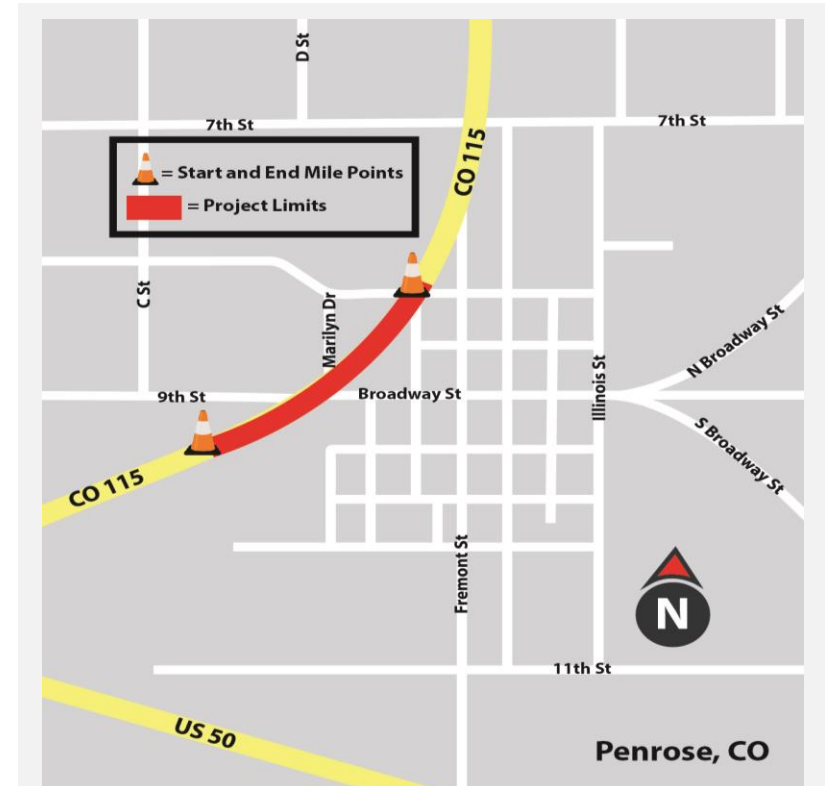 D St
7th St
7th St
CO 115
= Start and End Mile Points
= Project Limits
C St
Marilyn Dr
N Broadway St
9th St
Broadway St
Illinois St
S Broadway St
CO 115
Fremont St
N
11th St
US 50
Penrose, CO